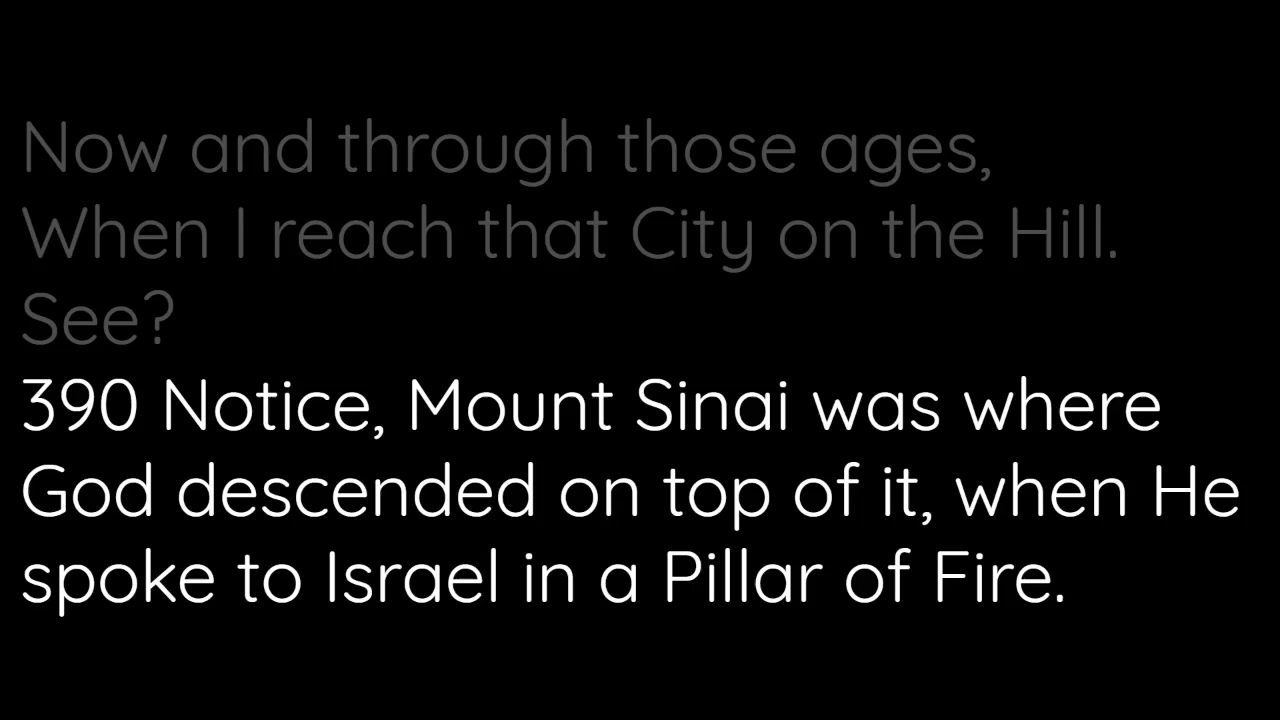 Now and through those ages,
When I reach that City on the Hill.
See?
390 Notice, Mount Sinai was where
God descended on top of it, when He
spoke to Israel in a Pillar of Fire.